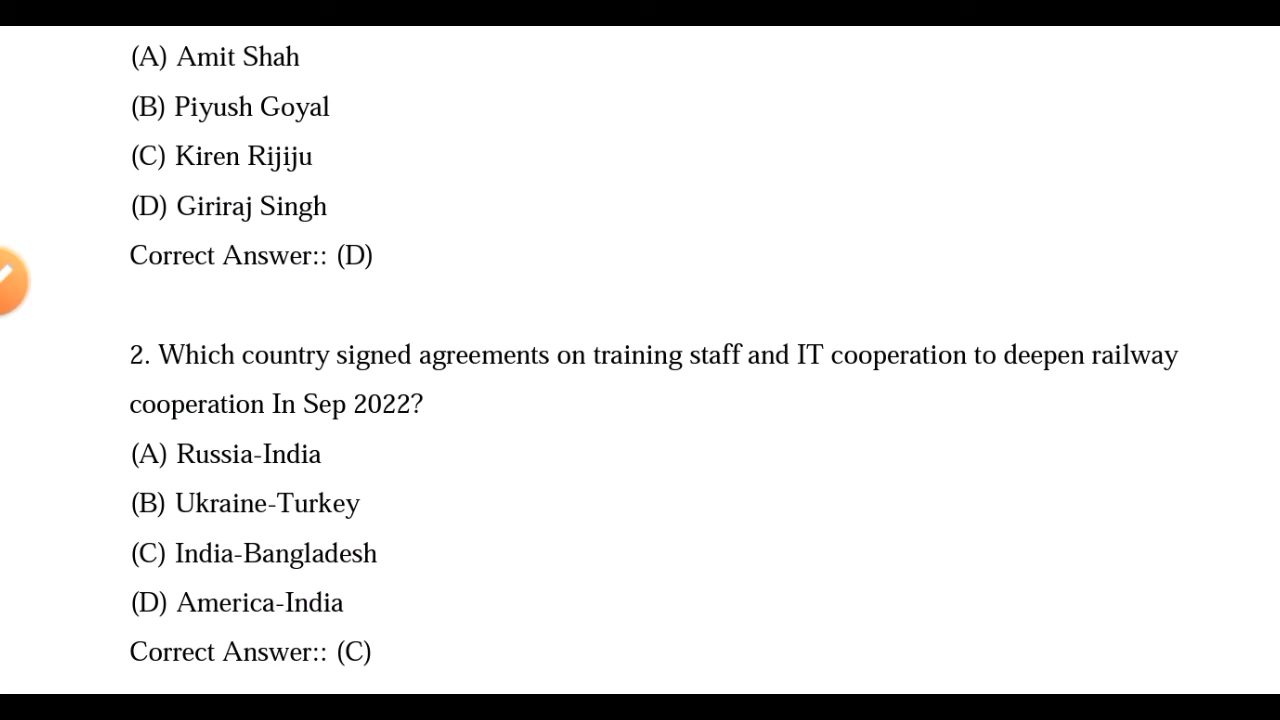 (A) Amit Shah
(B) Piyush Goyal
(C) Kiren Rijiju
(D) Giriraj Singh
Correct Answer:: (D)
2. Which country signed agreements on training staff and IT cooperation to deepen railway
cooperation In Sep 2022?
(A) Russia-India
(B) Ukraine-Turkey
(C) India-Bangladesh
(D) America-India
Correct Answer:: (C)